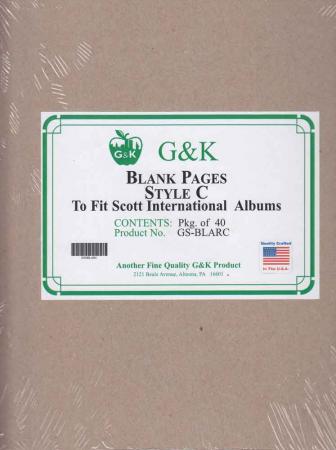 G&K
G&K
BLANK PAGES
STYLE C
To Fit Scott International Albums
CONTENTS: Pkg. of 40
Product No. GS-BLARC
Quality Crafted
In The U.S.A.
Another Fine Quality G&K Product
2121 Beale Avenue, Altoona, PA 16601